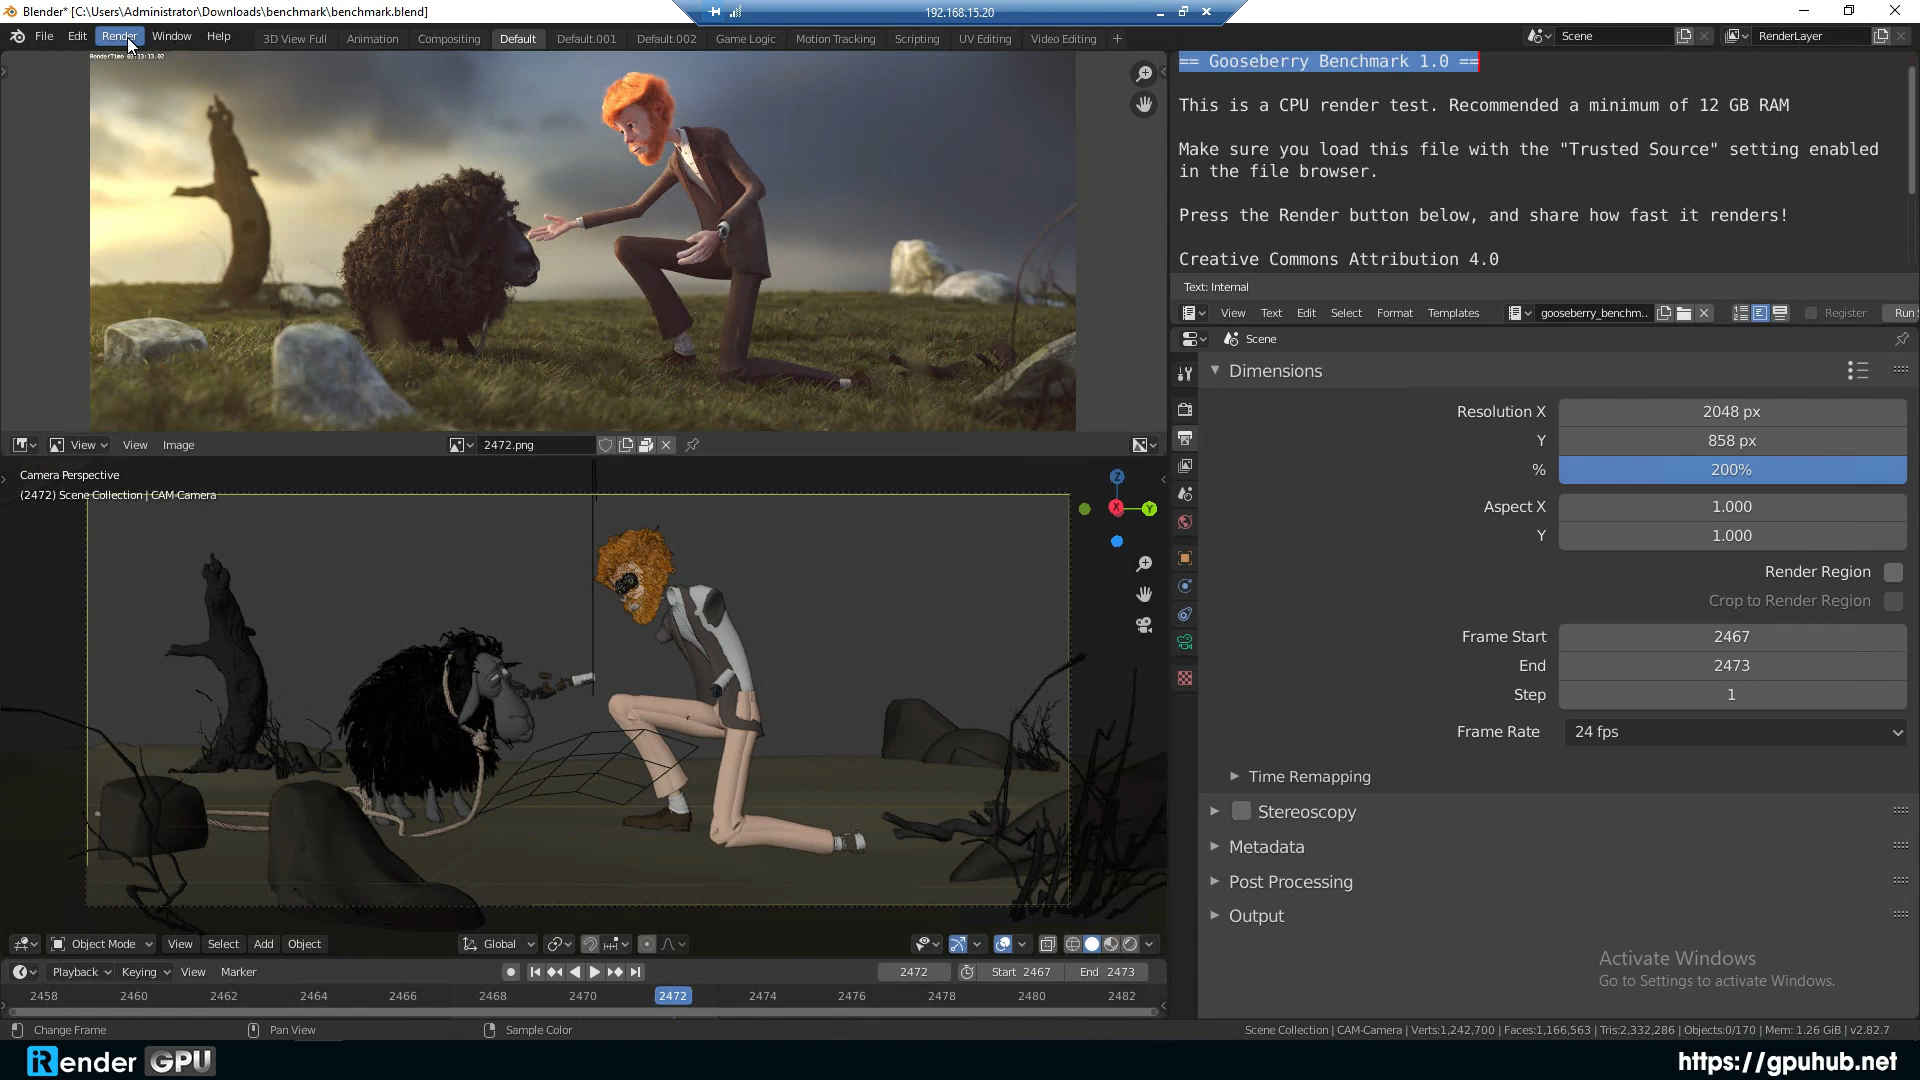 Blender* [C:\Users\Administrator\Downloads\benchmark\benchmark.blend]
192.168.15.20
File Edit Render Window Help
3D View Full Animation Compositing Default Default.001 Default.002 Game Logic Motion Tracking Scripting UV Editing Video Editing +
Scene
RenderLayer
== Gooseberry Benchmark 1.0 ==
This is a CPU render test. Recommended a minimum of 12 GB RAM
Make sure you load this file with the "Trusted Source" setting enabled
in the file browser.
Press the Render button below, and share how fast it renders!
Creative Commons Attribution 4.0
Text: Internal
View Text Edit Select Format Templates
gooseberry_benchm..
Register
Run
Scene
Dimensions
Resolution X 2048 px
Y 858 px
% 200%
Aspect X 1.000
Y 1.000
Render Region
Crop to Render Region
Frame Start 2467
End 2473
Step 1
Frame Rate 24 fps
Time Remapping
Stereoscopy
Metadata
Post Processing
Output
Activate Windows
Go to Settings to activate Windows.
View View Image
2472.png
Camera Perspective
(2472) Scene Collection | CAM-Camera
Z
X
Y
Object Mode View Select Add Object
Global
Playback Keying View Marker
2472
Start 2467
End 2473
2458 2460 2462 2464 2466 2468 2470 2472 2474 2476 2478 2480 2482
Change Frame
Pan View
Sample Color
Scene Collection | CAM-Camera | Verts:1,242,700 | Faces:1,166,563 | Tris:2,332,286 | Objects:0/170 | Mem: 1.26 GiB | v2.82.7
iRender GPU
https://gpuhub.net